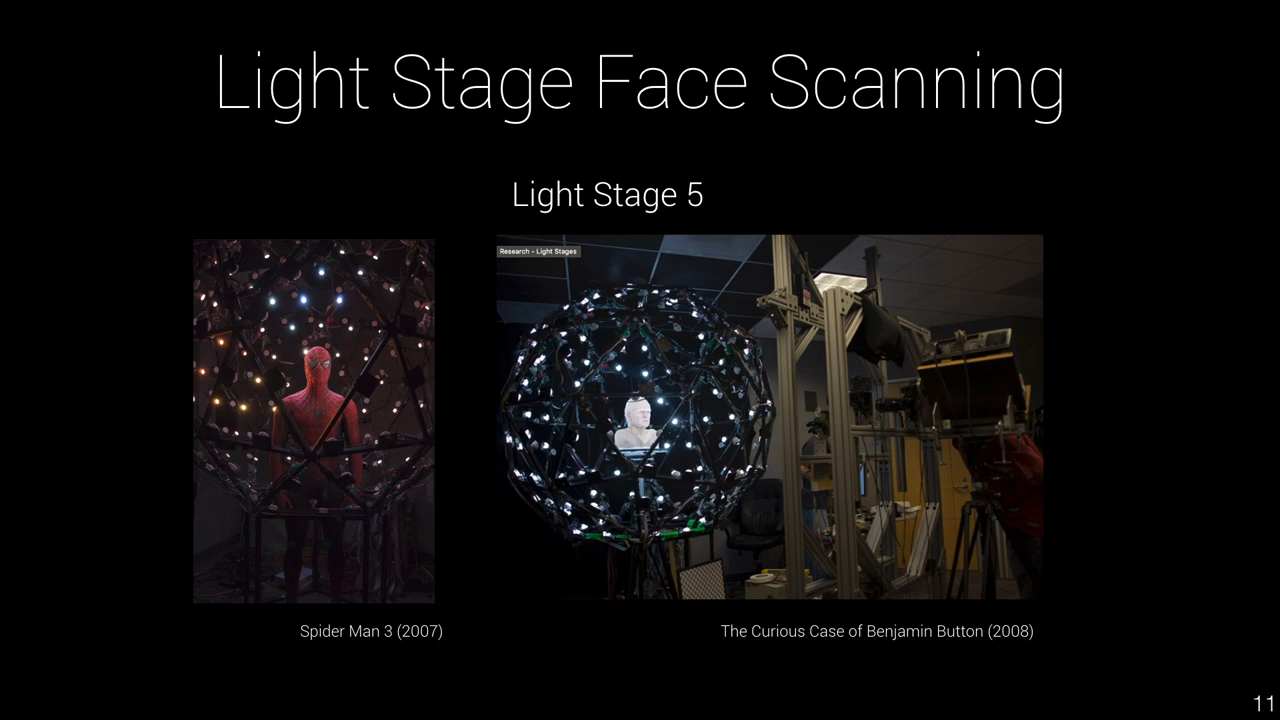 Light Stage Face Scanning
Light Stage 5
Research - Light Stages
Spider Man 3 (2007)
The Curious Case of Benjamin Button (2008)
11